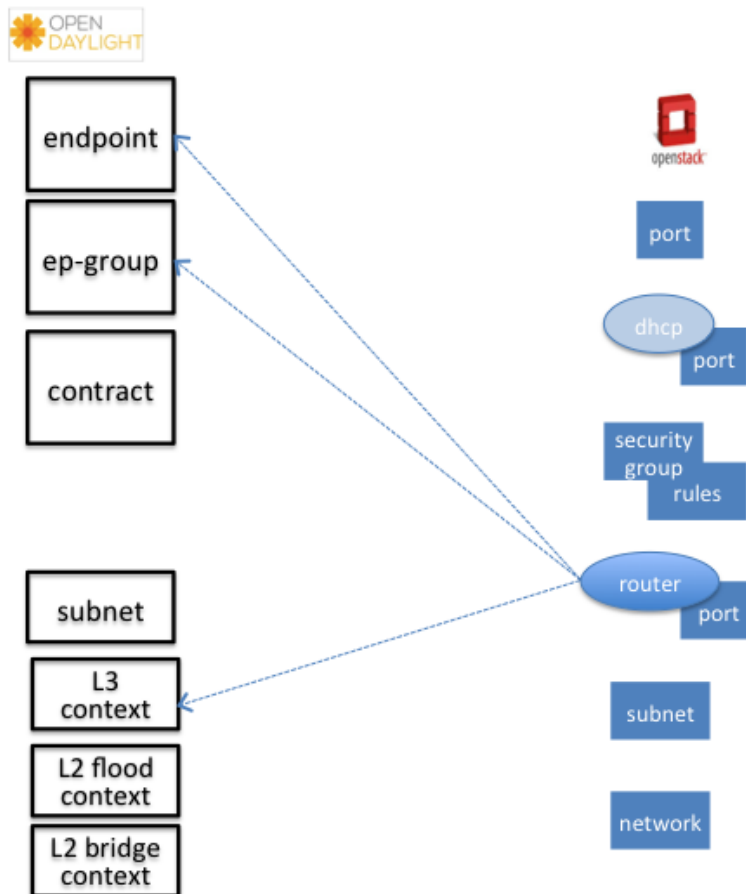 OPEN
DAYLIGHT
endpoint
ep-group
contract
subnet
L3
context
L2 flood
context
L2 bridge
context
openstack
port
dhcp
port
security
group
rules
router
port
subnet
network